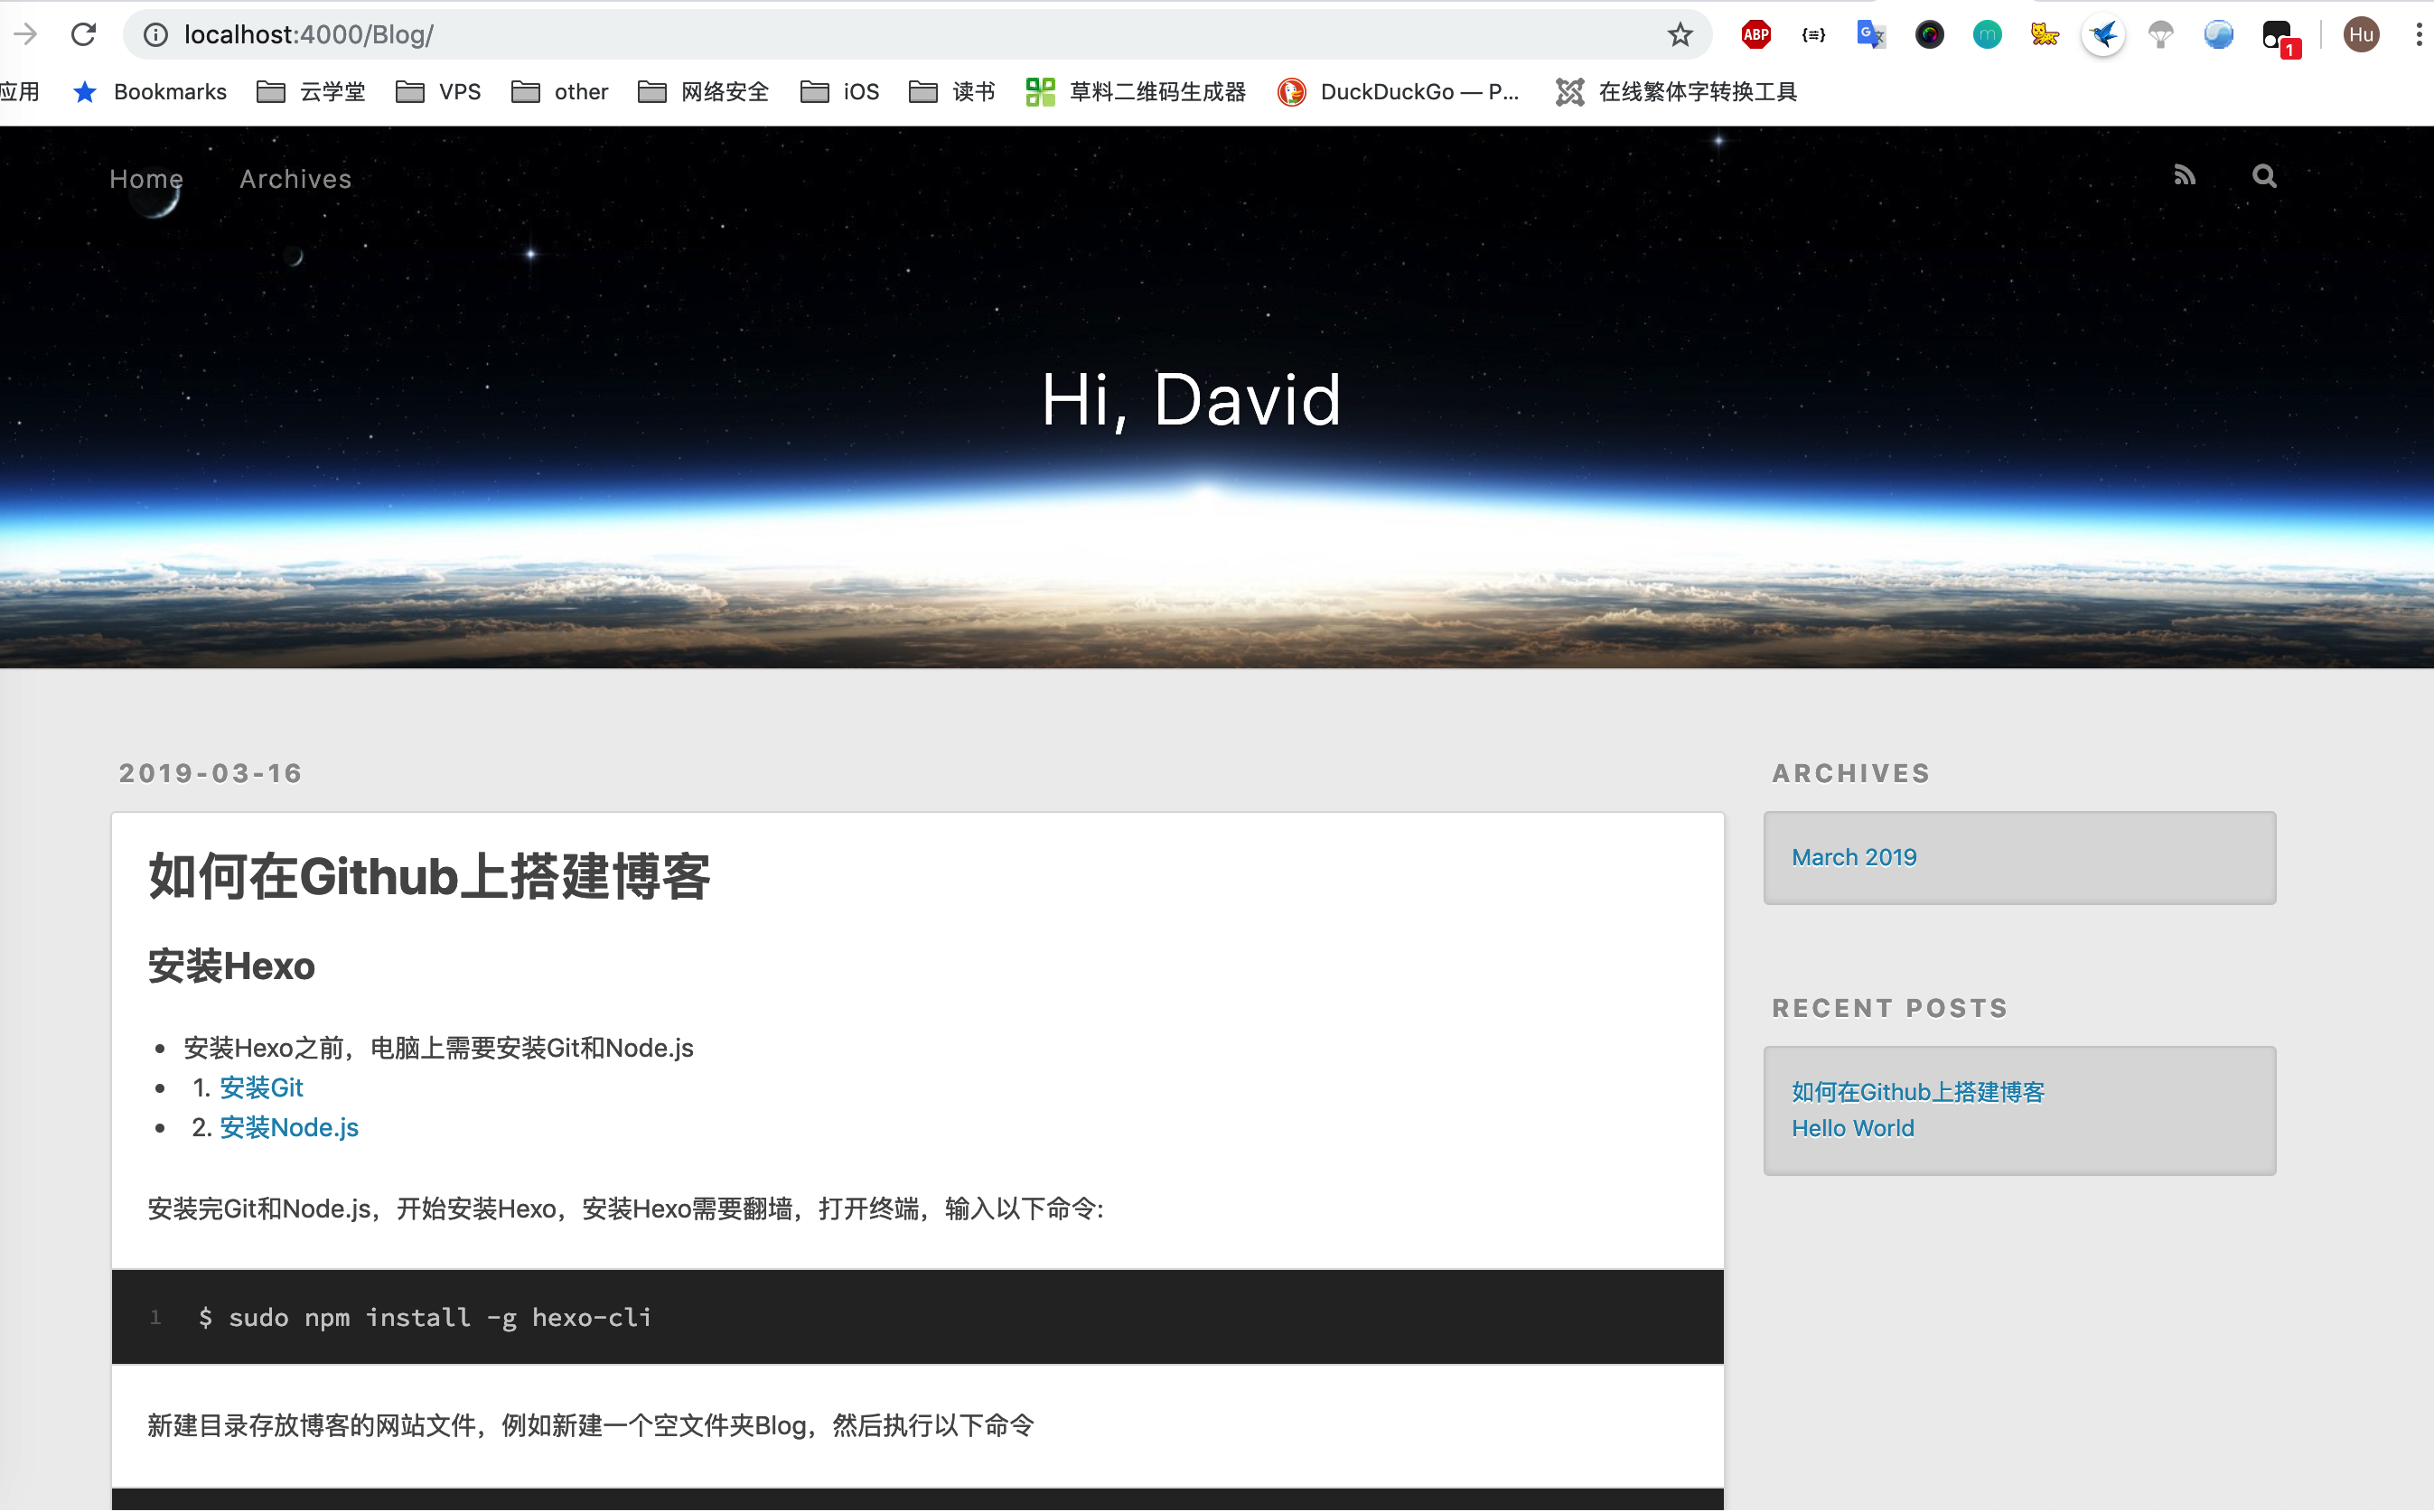 localhost:4000/Blog/
ABP
{≡}
G
m
1
Hu
应用
Bookmarks
云学堂
VPS
other
网络安全
iOS
读书
草料二维码生成器
DuckDuckGo — P...
在线繁体字转换工具
Home
Archives
Hi, David
2019-03-16
如何在Github上搭建博客
安装Hexo
• 安装Hexo之前，电脑上需要安装Git和Node.js
• 1. 安装Git
• 2. 安装Node.js
安装完Git和Node.js，开始安装Hexo，安装Hexo需要翻墙，打开终端，输入以下命令:
1 $ sudo npm install -g hexo-cli
新建目录存放博客的网站文件，例如新建一个空文件夹Blog，然后执行以下命令
ARCHIVES
March 2019
RECENT POSTS
如何在Github上搭建博客
Hello World